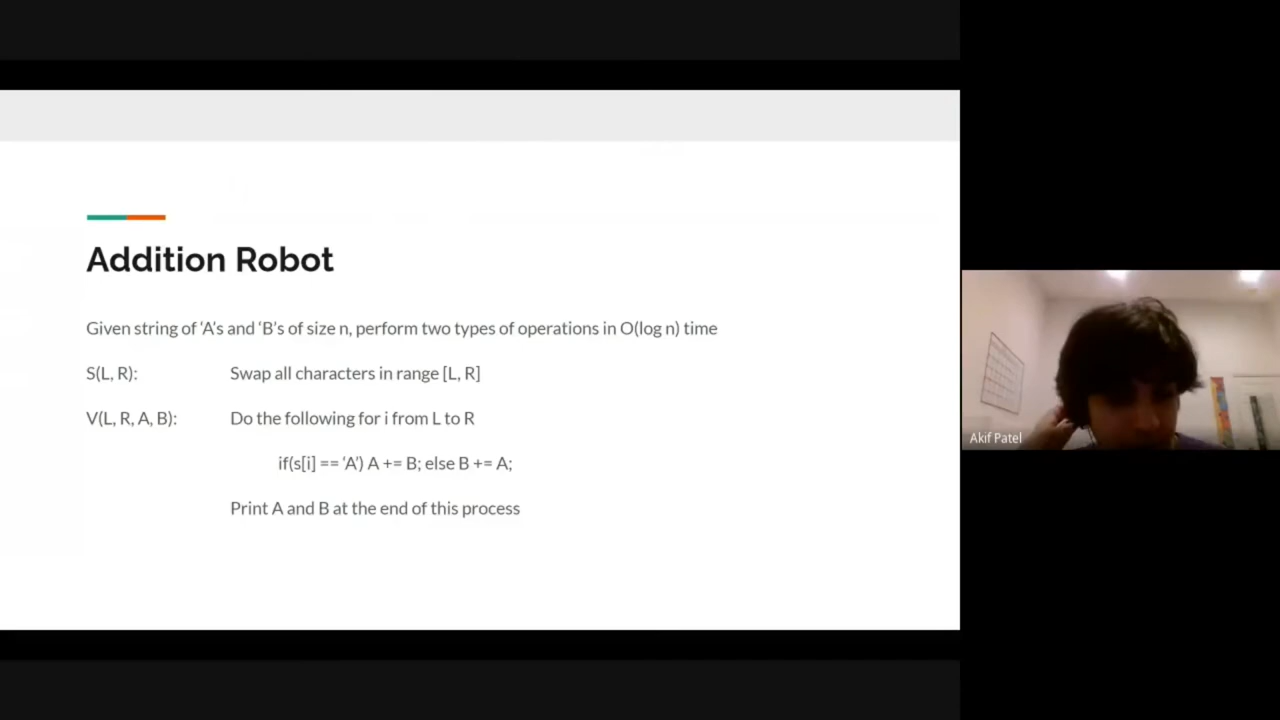 Addition Robot
Given string of ‘A’s and ‘B’s of size n, perform two types of operations in O(log n) time
S(L, R): Swap all characters in range [L, R]
V(L, R, A, B): Do the following for i from L to R
if(s[i] == ‘A’) A += B; else B += A;
Print A and B at the end of this process
Akif Patel